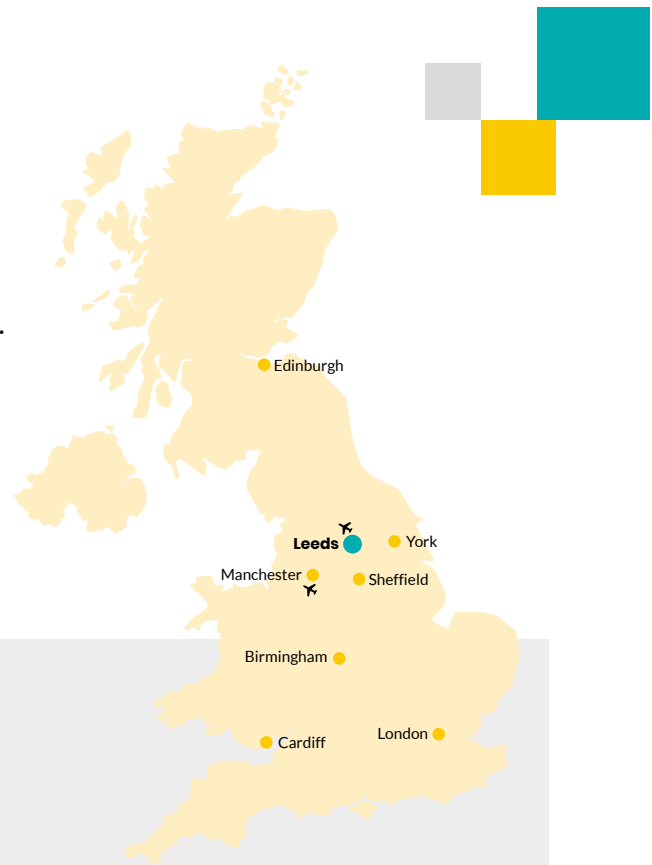 .
Edinburgh
Leeds
York
Manchester
Sheffield
Birmingham
London
Cardiff